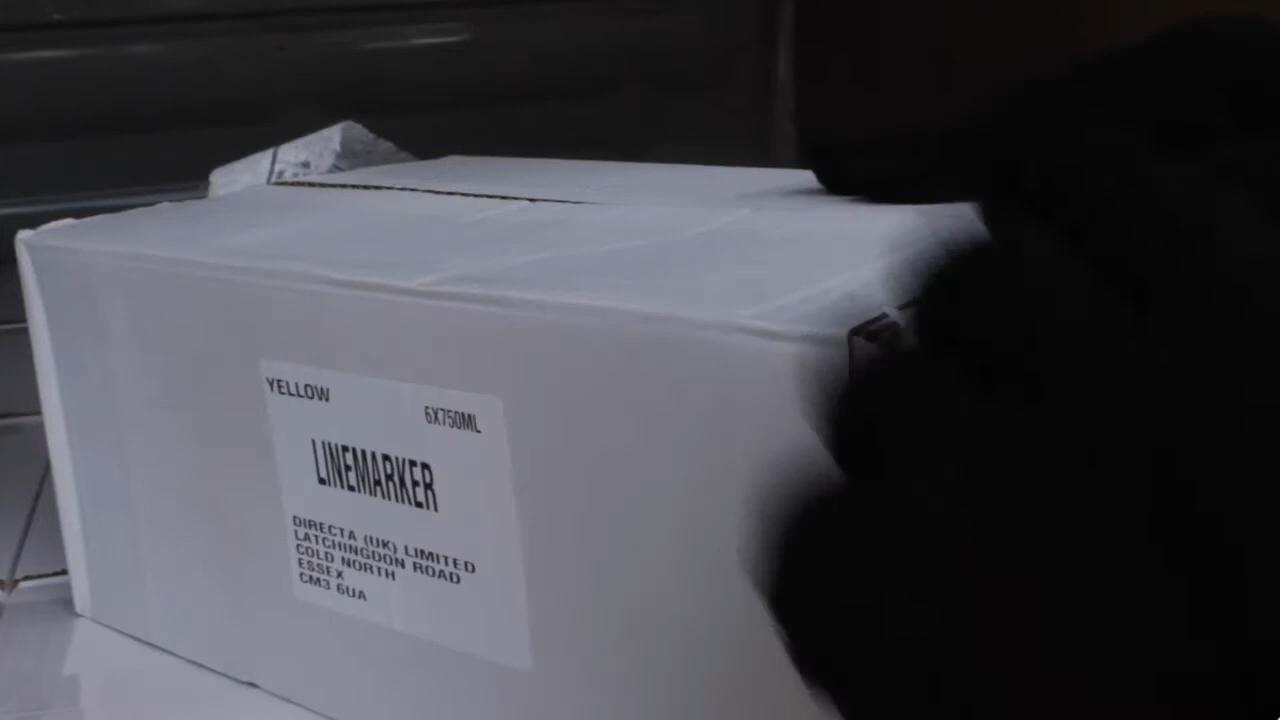 YELLOW
6X750ML
LINEMARKER
DIRECTA (UK) LIMITED
LATCHINGDON ROAD
COLD NORTH
ESSEX
CM3 6UA